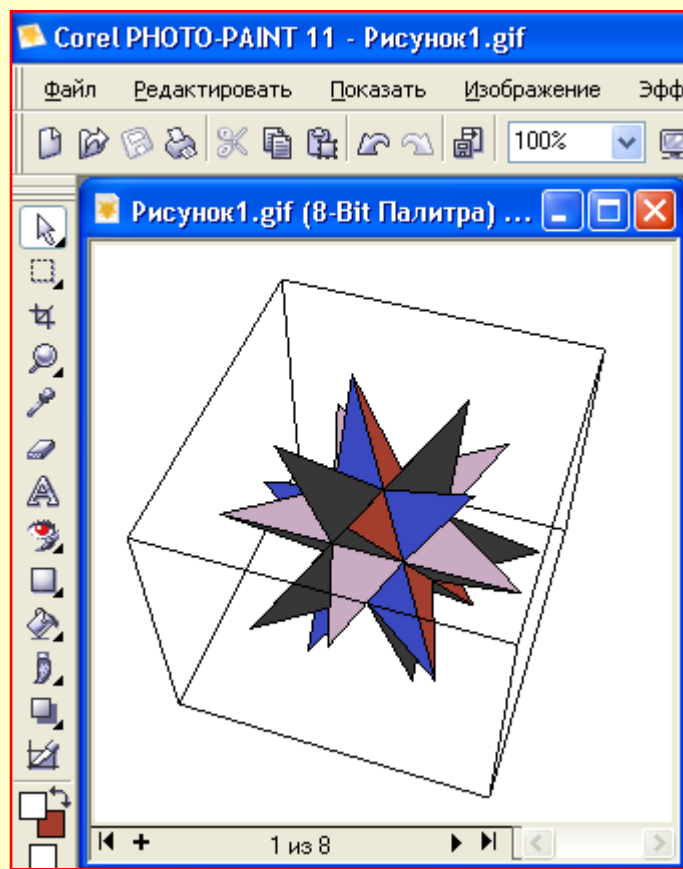 Corel PHOTO-PAINT 11 - Рисунок1.gif
Файл Редактировать Показать Изображение Эфф
100%
Рисунок1.gif (8-Bit Палитра) ...
1 из 8